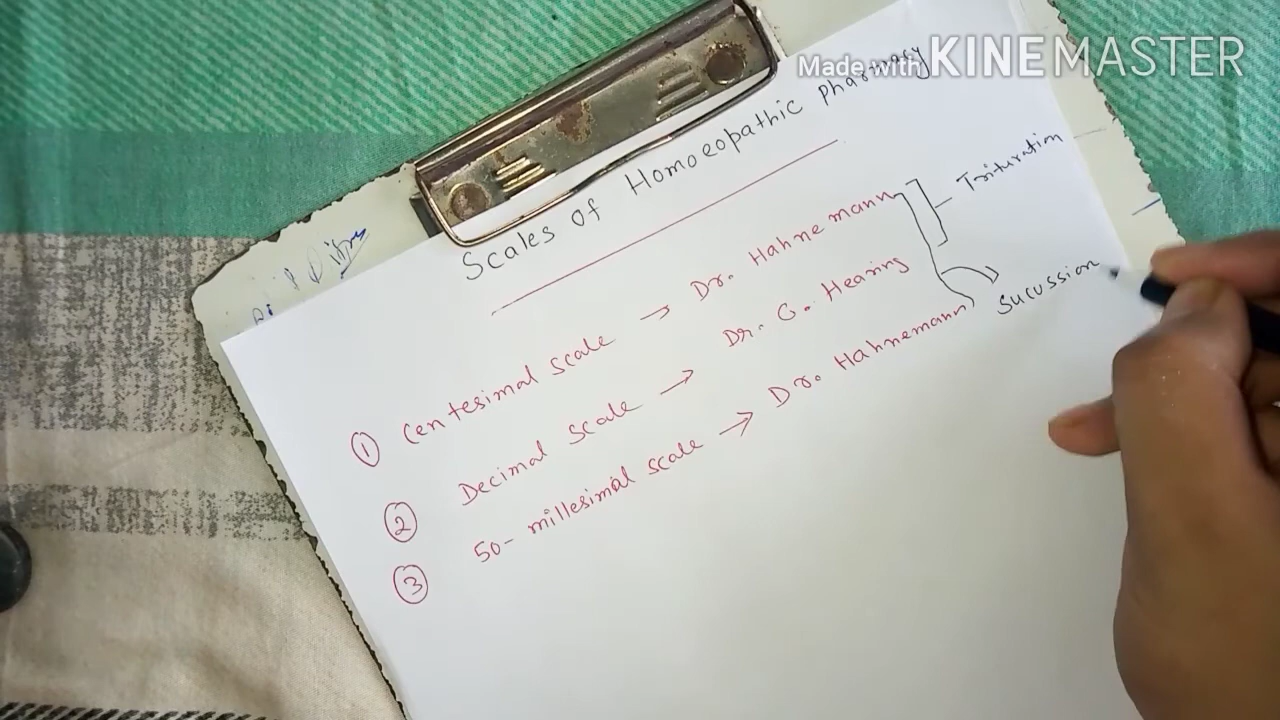 Made with KINEMASTER
Scales of Homoeopathic pharmacy
① Centesimal scale → Dr. Hahnemann
② Decimal scale → Dr. C. Hearing
③ 50- millesimal scale → Dr. Hahnemann
Trituration
Sucussion